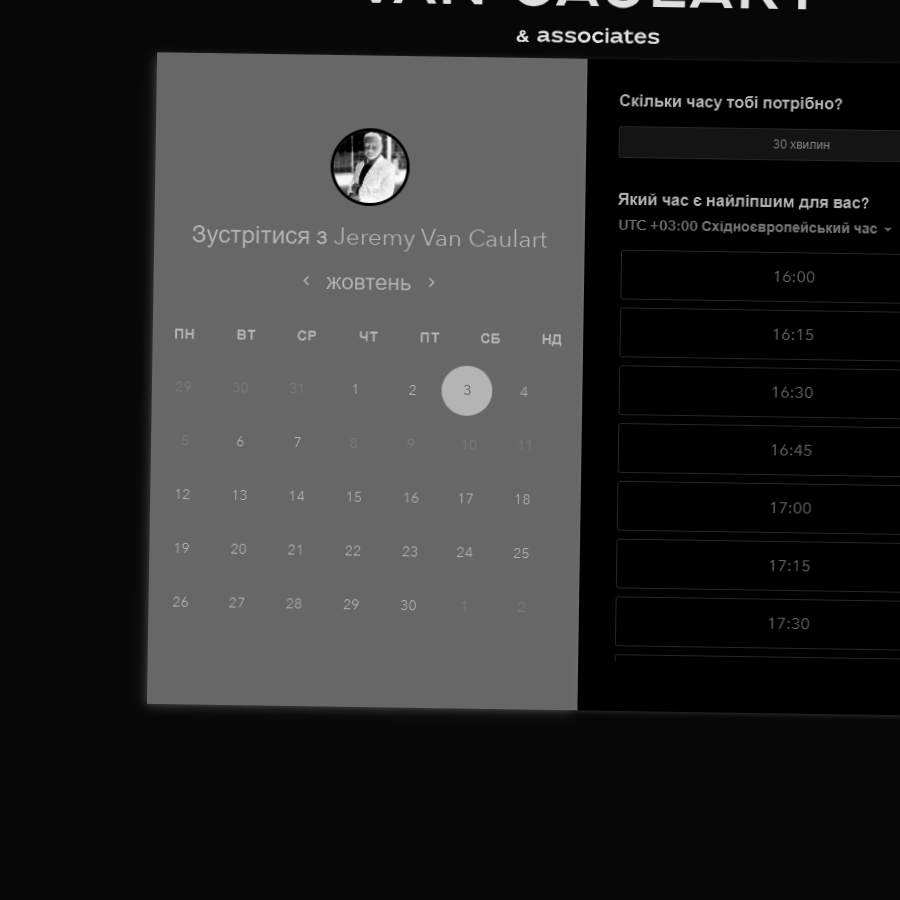 VAN CAULART
& associates
Зустрітися з Jeremy Van Caulart
жовтень
ПН ВТ СР ЧТ ПТ СБ НД
29 30 31 1 2 3 4
5 6 7 8 9 10 11
12 13 14 15 16 17 18
19 20 21 22 23 24 25
26 27 28 29 30 1 2
Скільки часу тобі потрібно?
30 хвилин
Який час є найліпшим для вас?
UTC +03:00 Східноєвропейський час
16:00
16:15
16:30
16:45
17:00
17:15
17:30